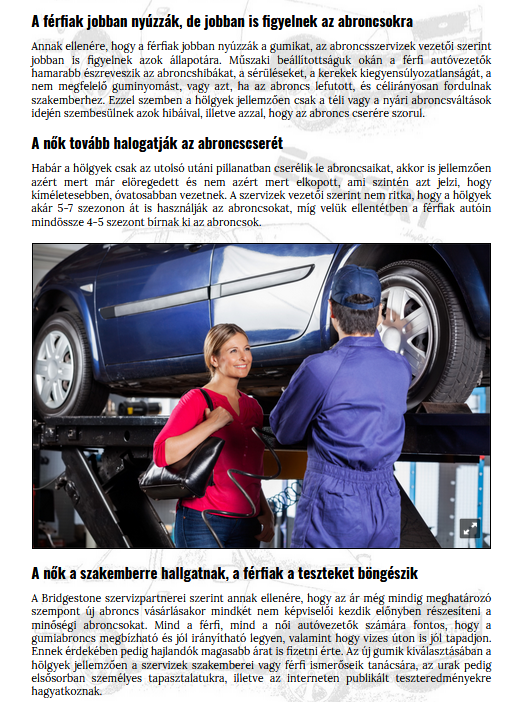 A férfiak jobban nyúzzák, de jobban is figyelnek az abroncsokra
Annak ellenére, hogy a férfiak jobban nyúzzák a gumikat, az abroncsszervizek vezetői szerint
jobban is figyelnek azok állapotára. Műszaki beállítottságuk okán a férfi autóvezetők
hamarabb észreveszik az abroncshibákat, a sérüléseket, a kerekek kiegyensúlyozatlanságát, a
nem megfelelő guminyomást, vagy azt, ha az abroncs lefutott, és célirányosan fordulnak
szakemberhez. Ezzel szemben a hölgyek jellemzően csak a téli vagy a nyári abroncsváltások
idején szembesülnek azok hibáival, illetve azzal, hogy az abroncs cserére szorul.
A nők tovább halogatják az abroncscserét
Habár a hölgyek csak az utolsó utáni pillanatban cserélik le abroncsaikat, akkor is jellemzően
azért mert már elöregedett és nem azért mert elkopott, ami szintén azt jelzi, hogy
kíméletesebben, óvatosabban vezetnek. A szervizek vezetői szerint nem ritka, hogy a hölgyek
akár 5-7 szezonon át is használják az abroncsokat, míg velük ellentétben a férfiak autóin
mindössze 4-5 szezont bírnak ki az abroncsok.
A nők a szakemberre hallgatnak, a férfiak a teszteket böngészik
A Bridgestone szervizpartnerei szerint annak ellenére, hogy az ár még mindig meghatározó
szempont új abroncs vásárlásakor mindkét nem képviselői kezdik előnyben részesíteni a
minőségi abroncsokat. Mind a férfi, mind a női autóvezetők számára fontos, hogy a
gumiabroncs megbízható és jól irányítható legyen, valamint hogy vizes úton is jól tapadjon.
Ennek érdekében pedig hajlandók magasabb árat is fizetni érte. Az új gumik kiválasztásában a
hölgyek jellemzően a szervizek szakemberei vagy férfi ismerőseik tanácsára, az urak pedig
elsősorban személyes tapasztalatukra, illetve az interneten publikált teszteredményekre
hagyatkoznak.